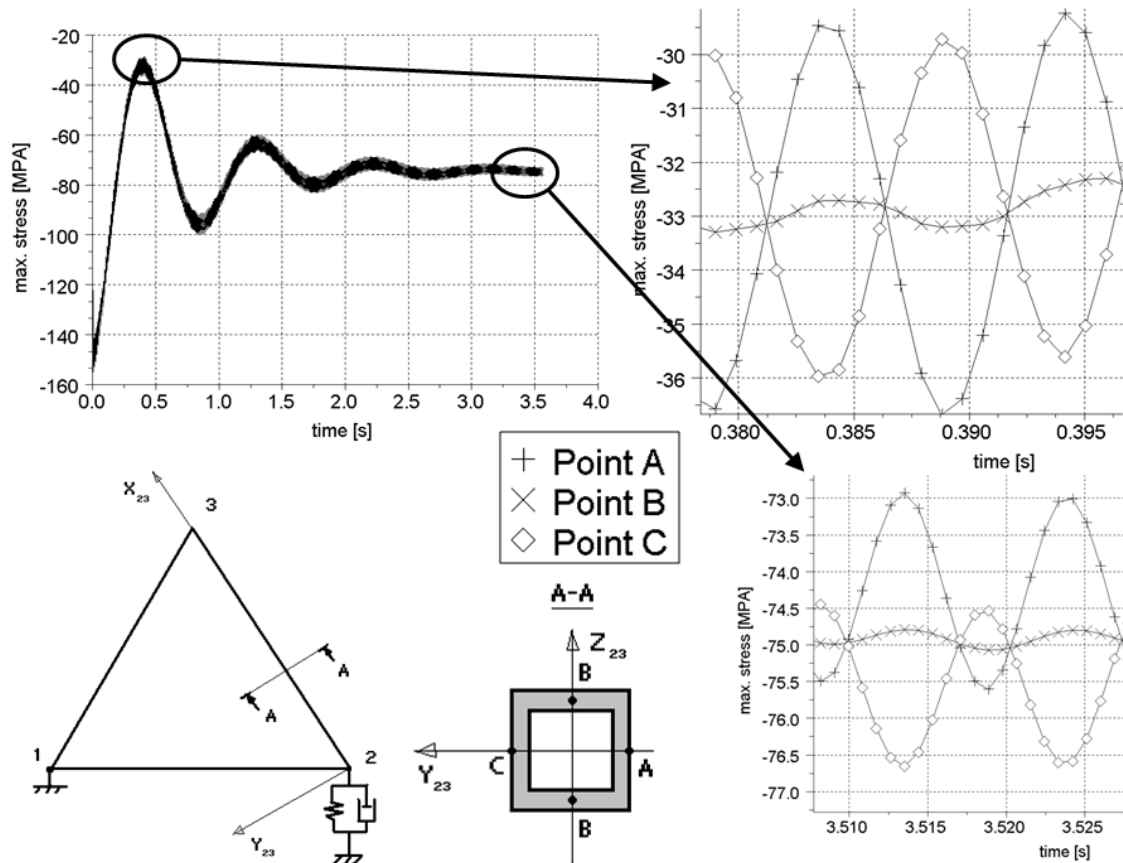 -20
-40
-60
-80
-100
-120
-140
-160
max. stress [MPA]
0.0 0.5 1.0 1.5 2.0 2.5 3.0 3.5 4.0
time [s]
-30
-31
-32
-33
-34
-35
-36
max. stress [MPA]
0.380 0.385 0.390 0.395
time [s]
Point A
Point B
Point C
X23
3
A
A
1
2
Y23
A-A
Z23
B
C
A
Y23
B
-73.0
-73.5
-74.0
-74.5
-75.0
-75.5
-76.0
-76.5
-77.0
max. stress [MPA]
3.510 3.515 3.520 3.525
time [s]